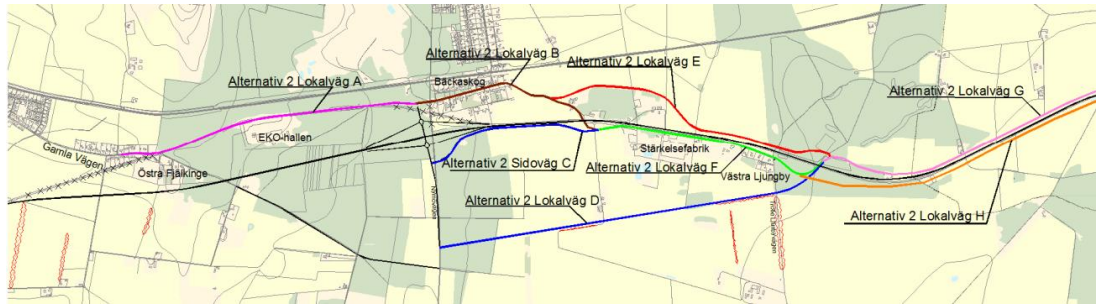 Alternativ 2 Lokalväg B
Alternativ 2 Lokalväg E
Alternativ 2 Lokalväg A
Bäckaskog
Alternativ 2 Lokalväg G
EKO-hallen
Gamla Vägen
Östra Fjälkinge
Stärkelsefabrik
Alternativ 2 Sidoväg C
Alternativ 2 Lokalväg F
Västra Ljungby
Alternativ 2 Lokalväg D
Alternativ 2 Lokalväg H